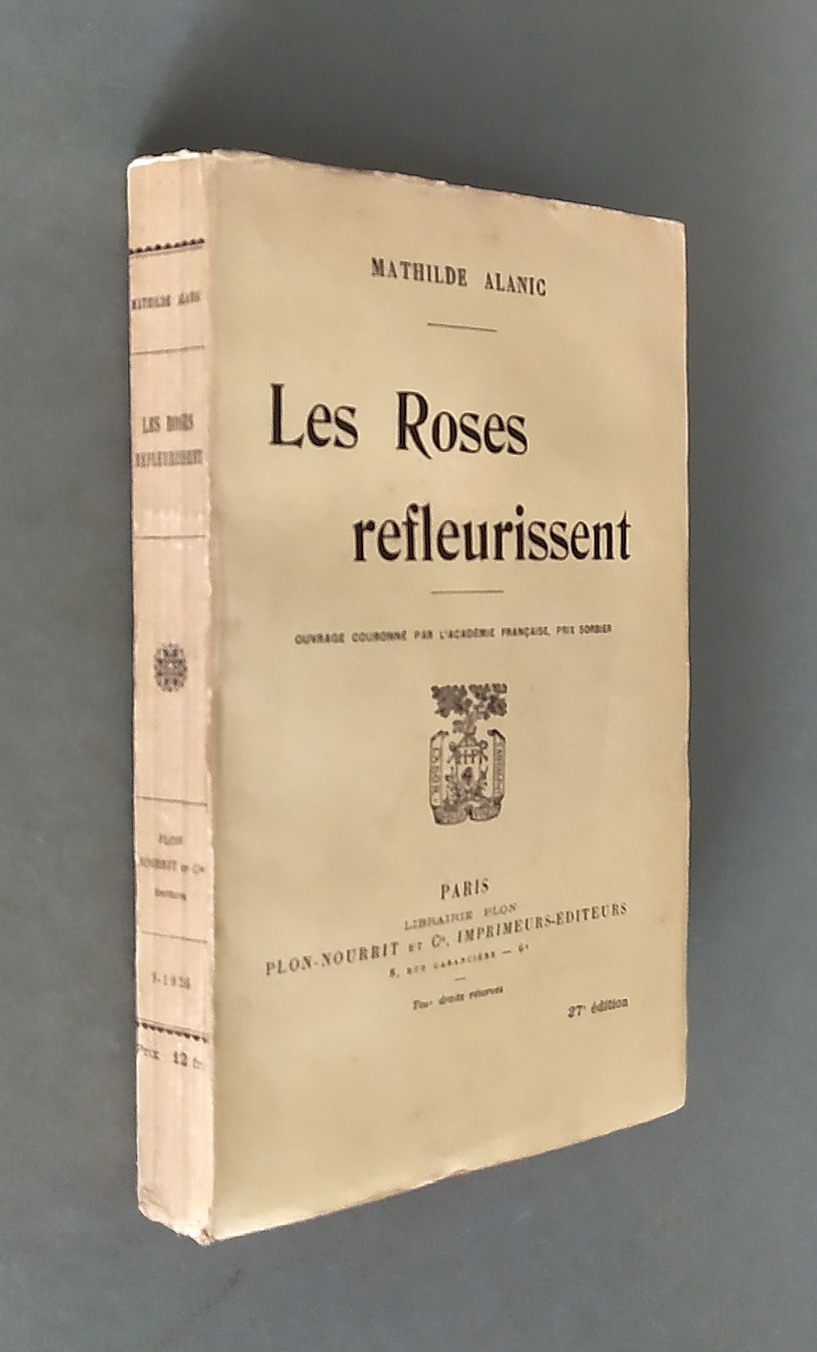 MATHILDE ALANIC
LES ROSES
REFLEURISSENT
PLON
NOURRIT ET Cie
Prix 12 fr
MATHILDE ALANIC
Les Roses
refleurissent
OUVRAGE COURONNÉ PAR L'ACADÉMIE FRANÇAISE, PRIX SORBIER
PARIS
LIBRAIRIE PLON
PLON-NOURRIT ET Cie, IMPRIMEURS-ÉDITEURS
8, RUE GARANCIÈRE — 6e
Tous droits réservés
27e édition